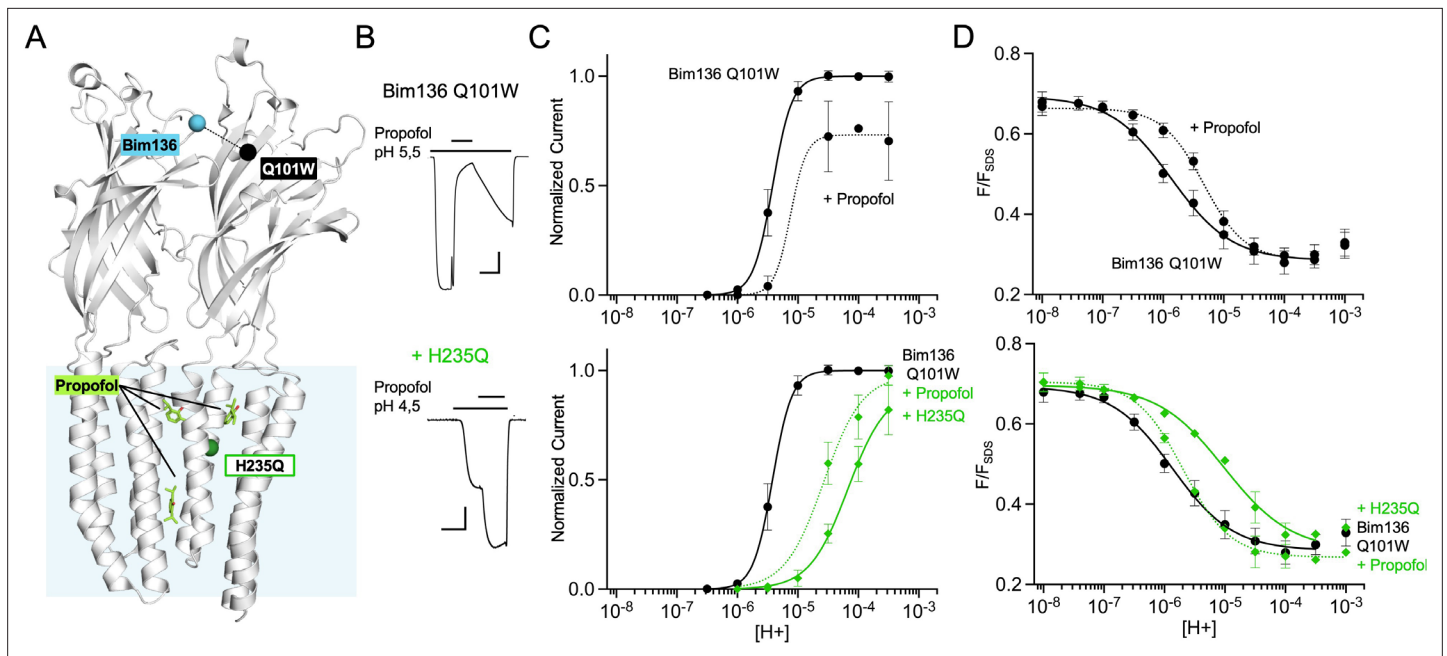 A
Bim136
Q101W
Propofol
H235Q
B
Bim136 Q101W
Propofol
pH 5,5
+ H235Q
Propofol
pH 4,5
C
Normalized Current
1.0
0.5
0.0
Bim136 Q101W
+ Propofol
10-8 10-7 10-6 10-5 10-4 10-3
Normalized Current
1.0
0.5
0.0
Bim136
Q101W
+ Propofol
+ H235Q
10-8 10-7 10-6 10-5 10-4 10-3
[H+]
D
F/FSDS
0.8
0.6
0.4
0.2
+ Propofol
Bim136 Q101W
10-8 10-7 10-6 10-5 10-4 10-3
F/FSDS
0.8
0.6
0.4
0.2
+ H235Q
Bim136
Q101W
+ Propofol
10-8 10-7 10-6 10-5 10-4 10-3
[H+]